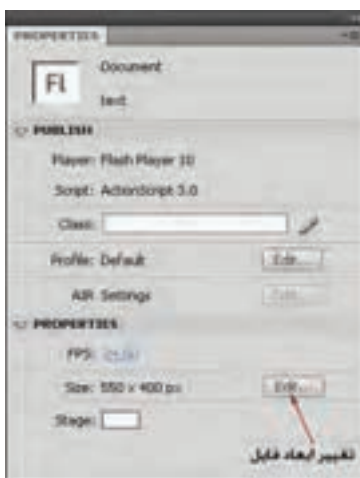 PROPERTIES
Fl
Document
text
PUBLISH
Player: Flash Player 10
Script: ActionScript 3.0
Class:
Profile: Default Edit...
AIR Settings Edit...
PROPERTIES
FPS:
Size: 550 x 400 px Edit...
Stage:
تغییر ابعاد فایل